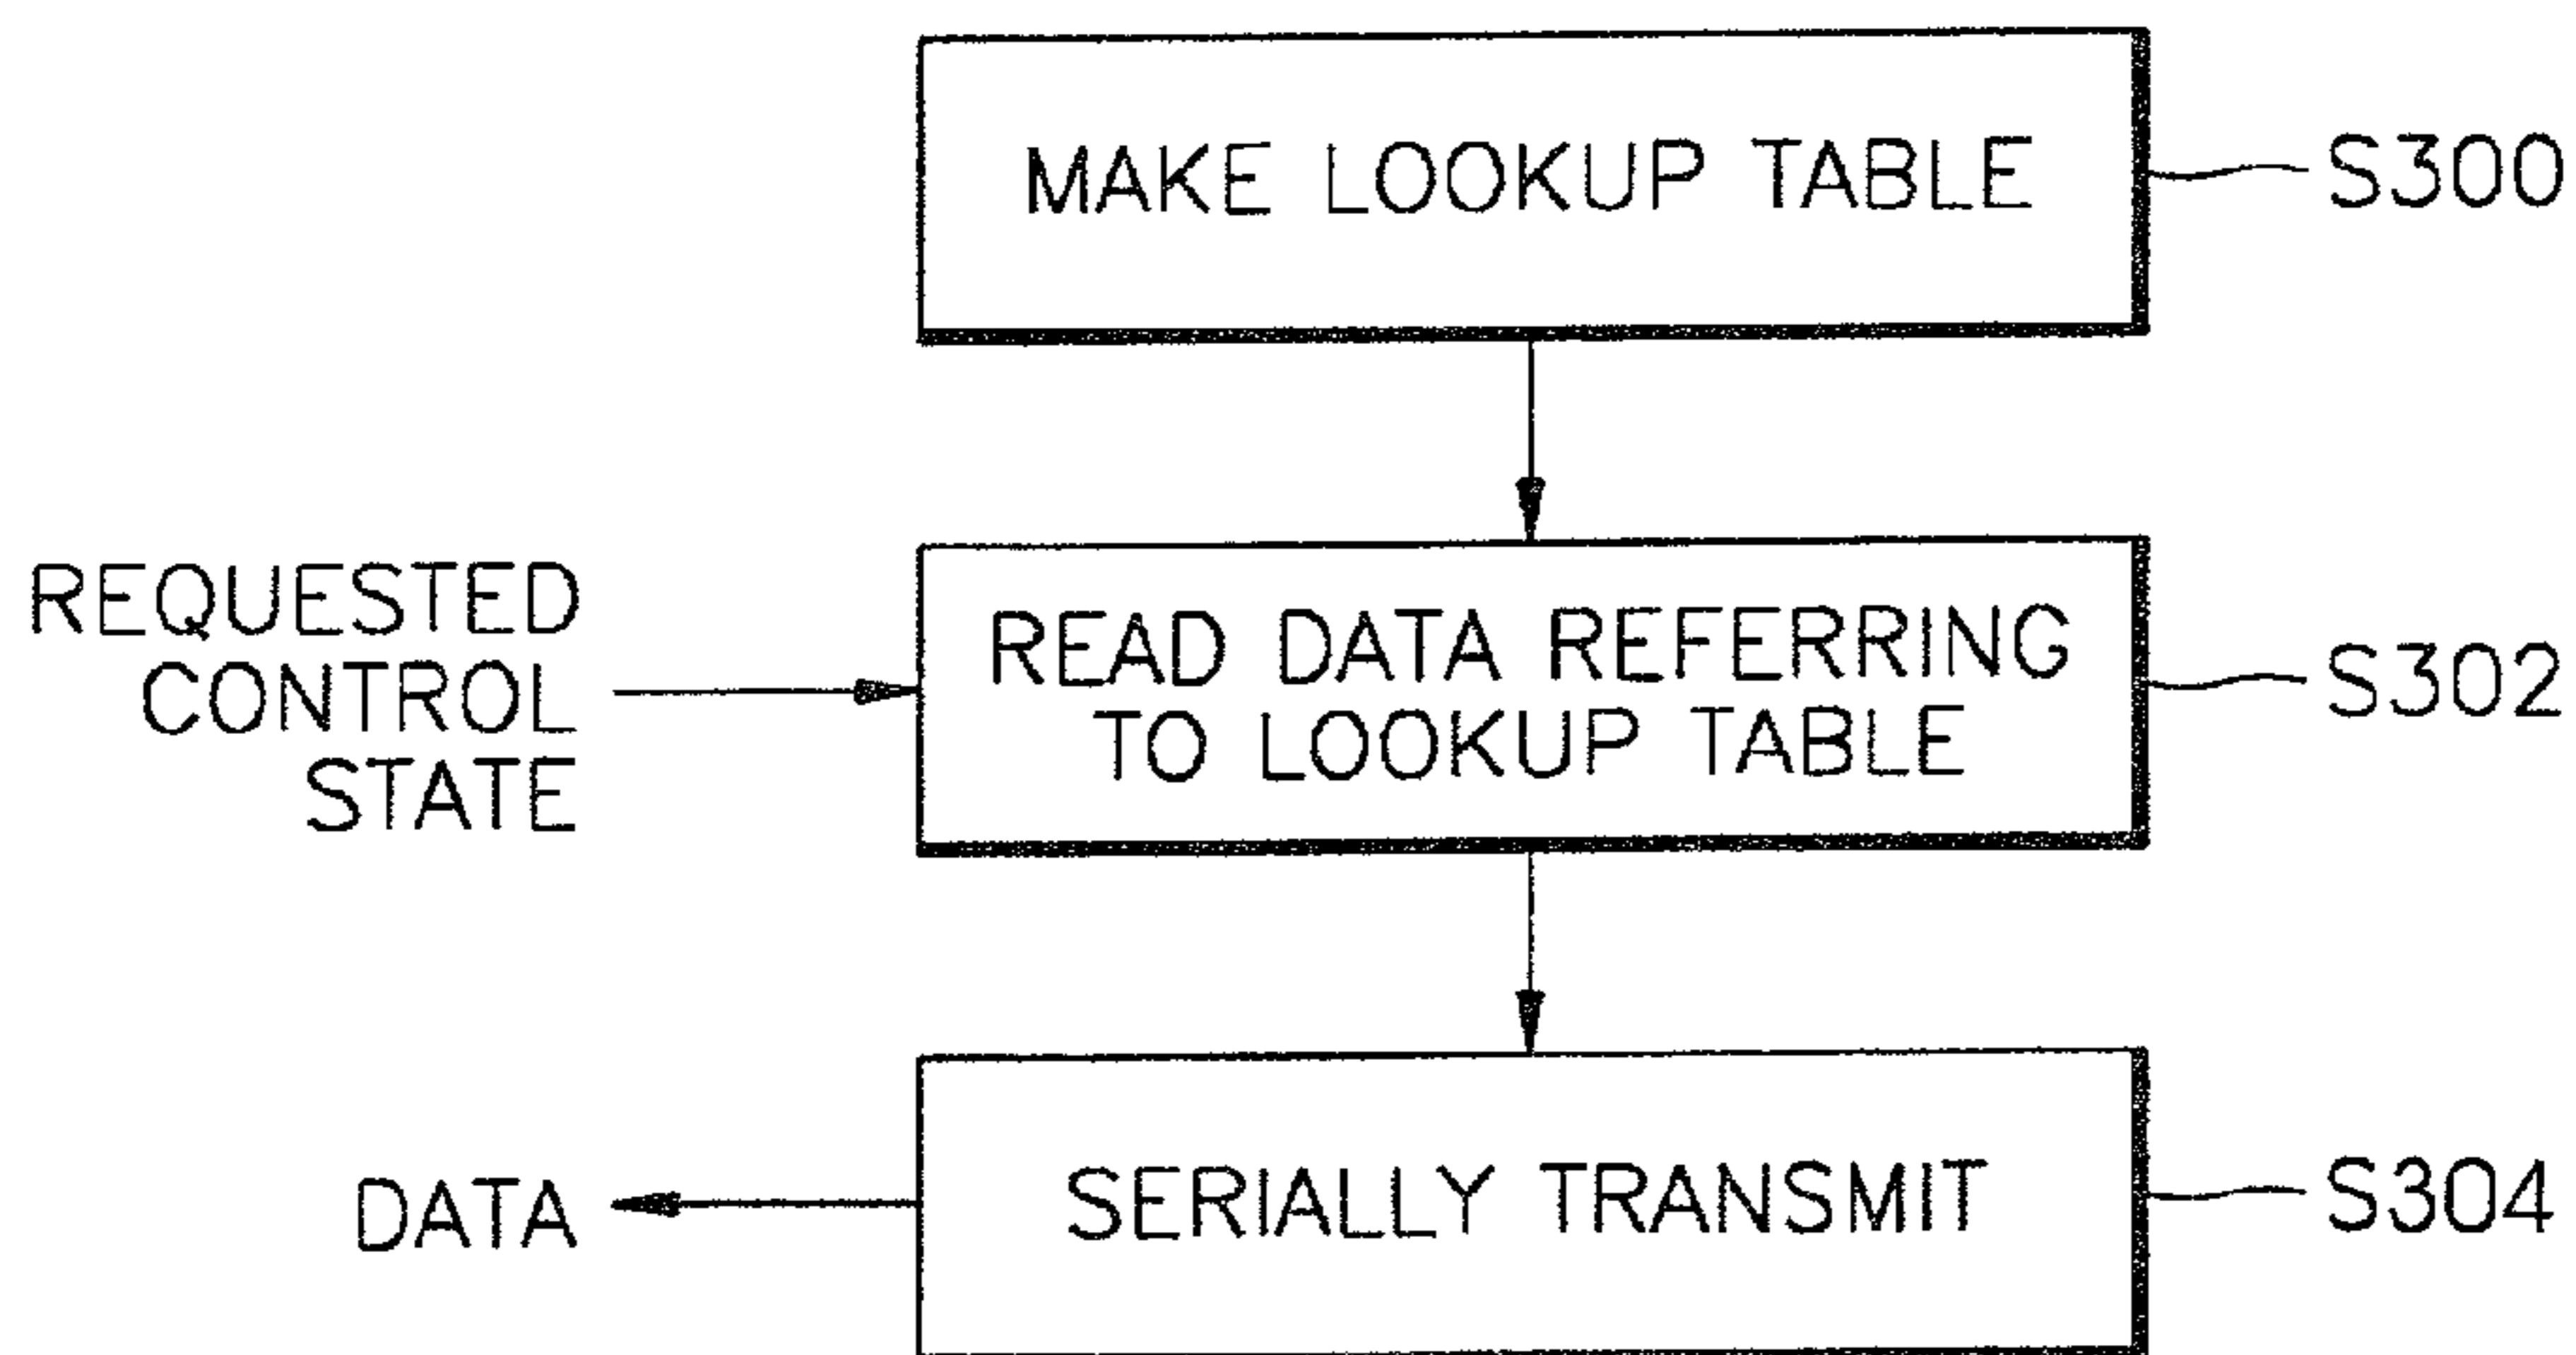 MAKE LOOKUP TABLE
S300
REQUESTED
CONTROL
STATE
READ DATA REFERRING
TO LOOKUP TABLE
S302
DATA
SERIALLY TRANSMIT
S304